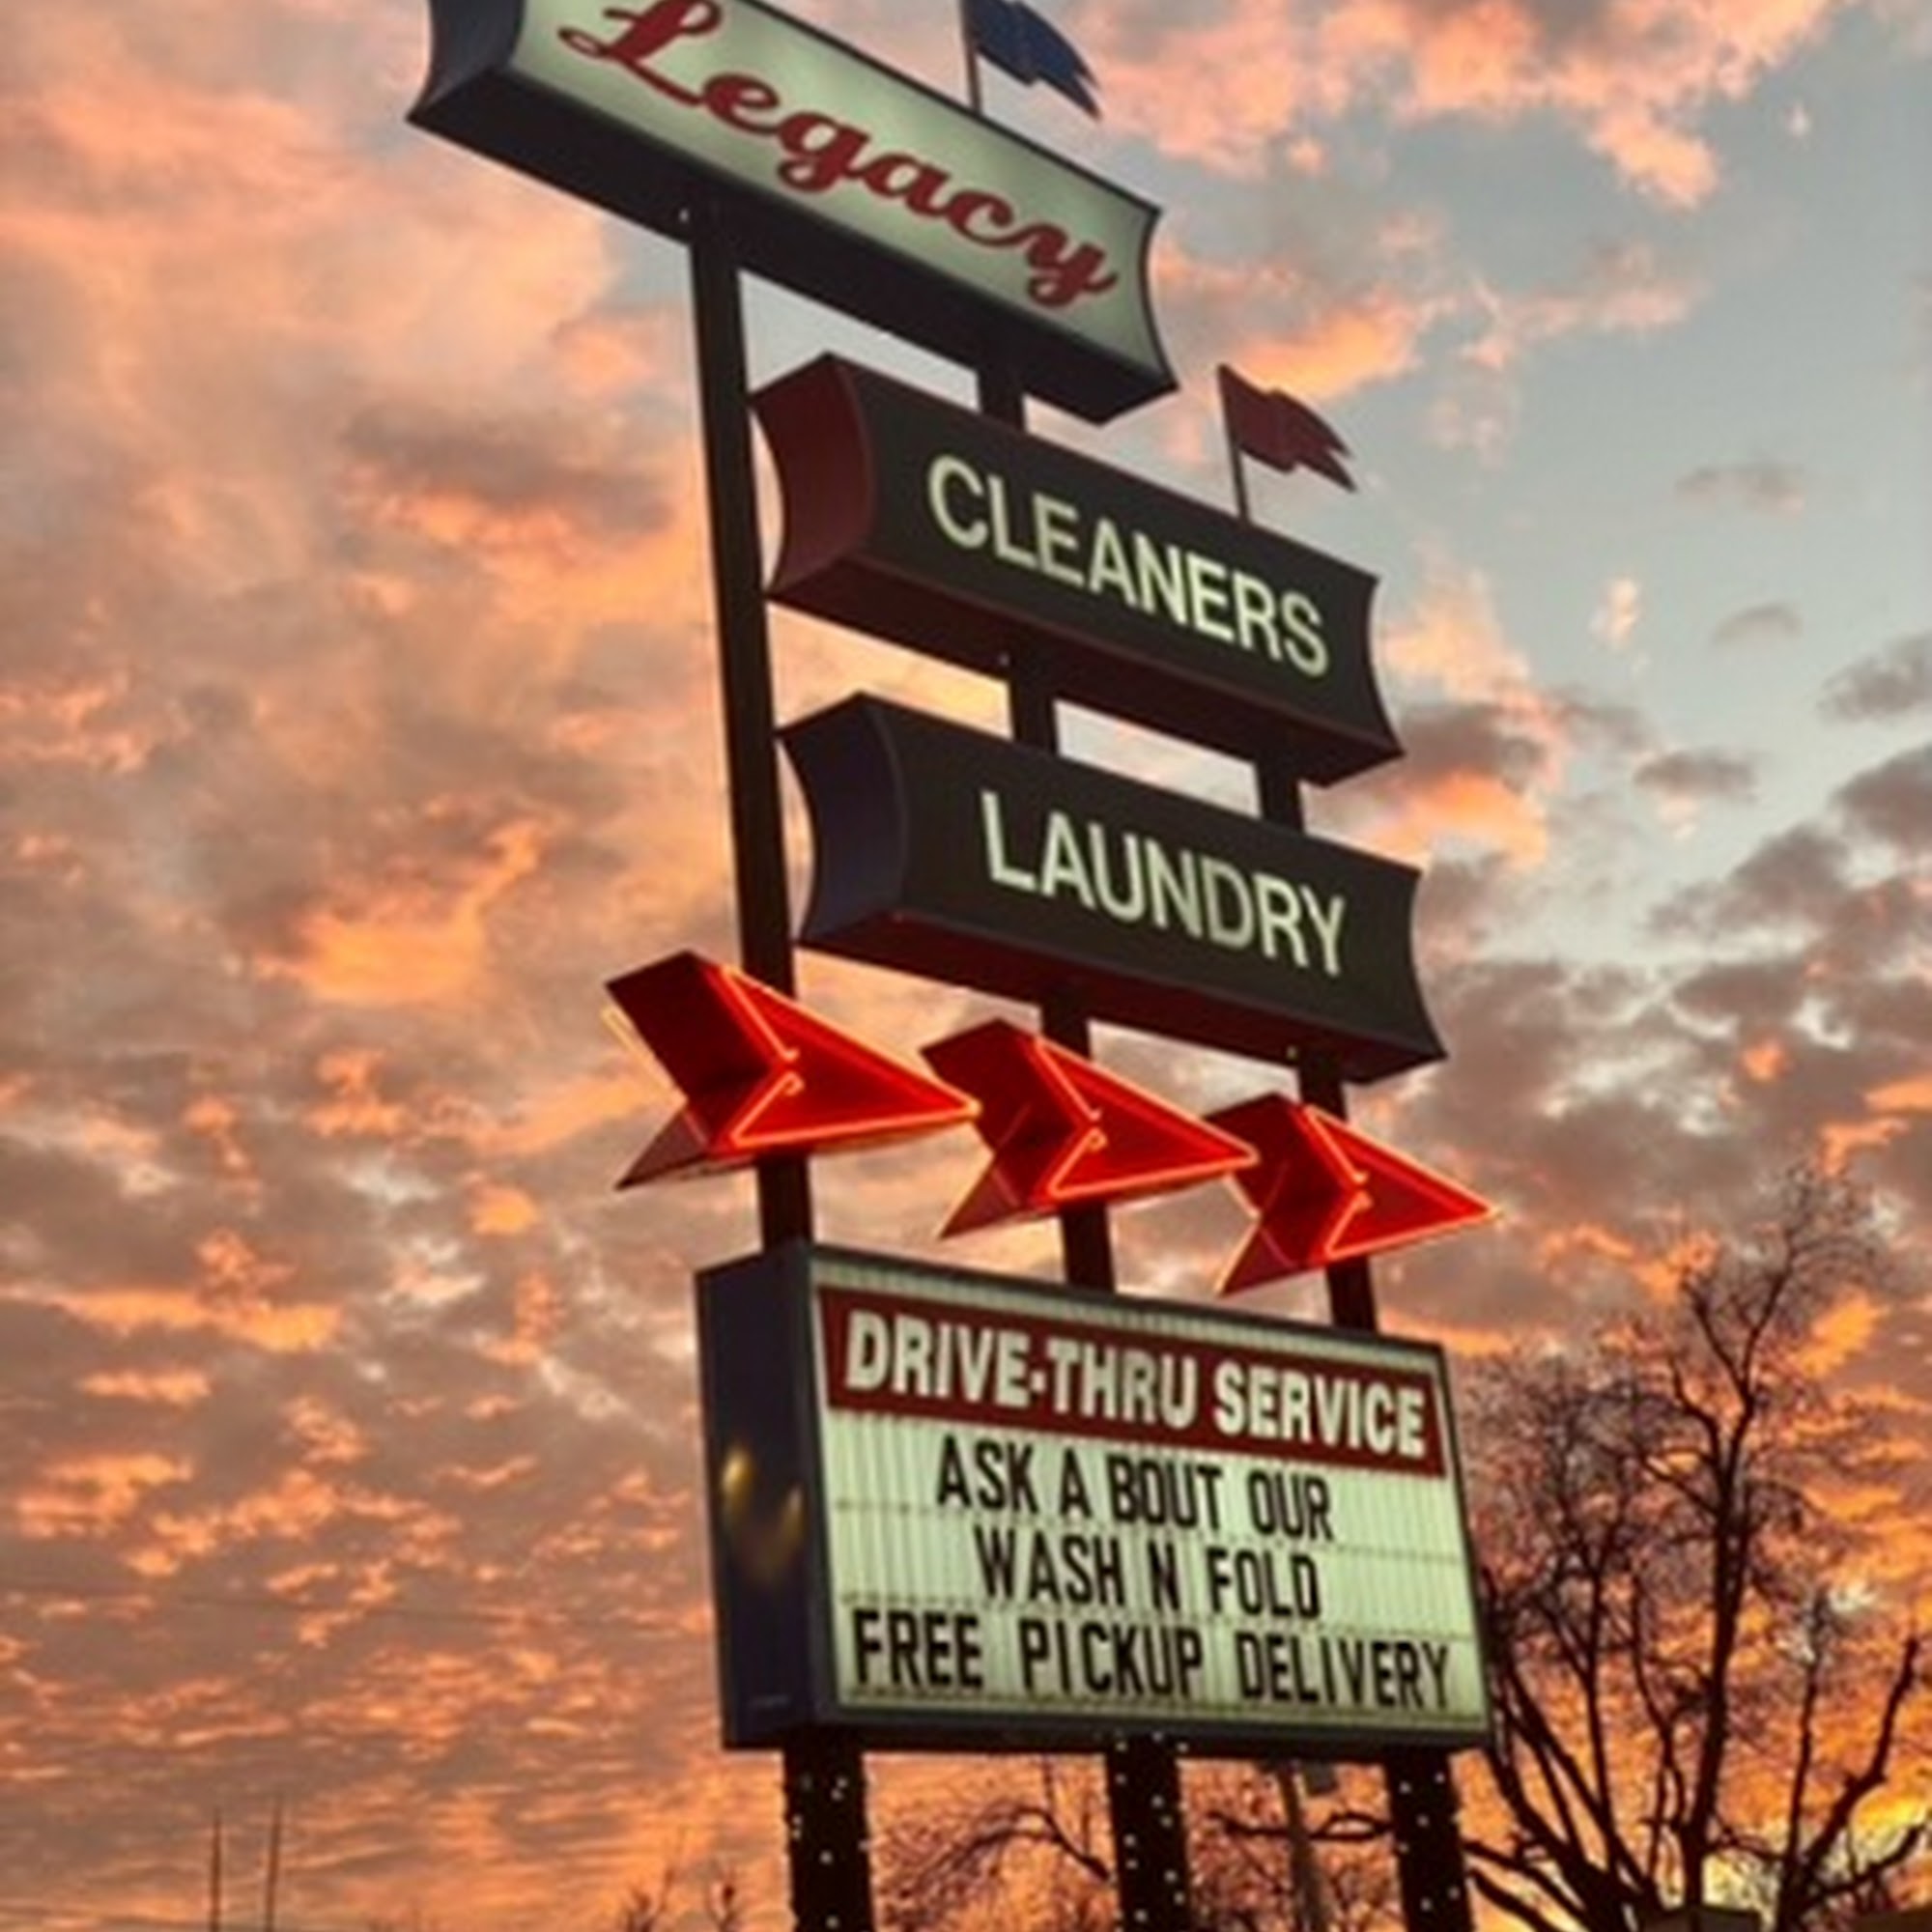 Legacy
CLEANERS
LAUNDRY
DRIVE-THRU SERVICE
ASK A BOUT OUR
WASH N FOLD
FREE PICKUP DELIVERY